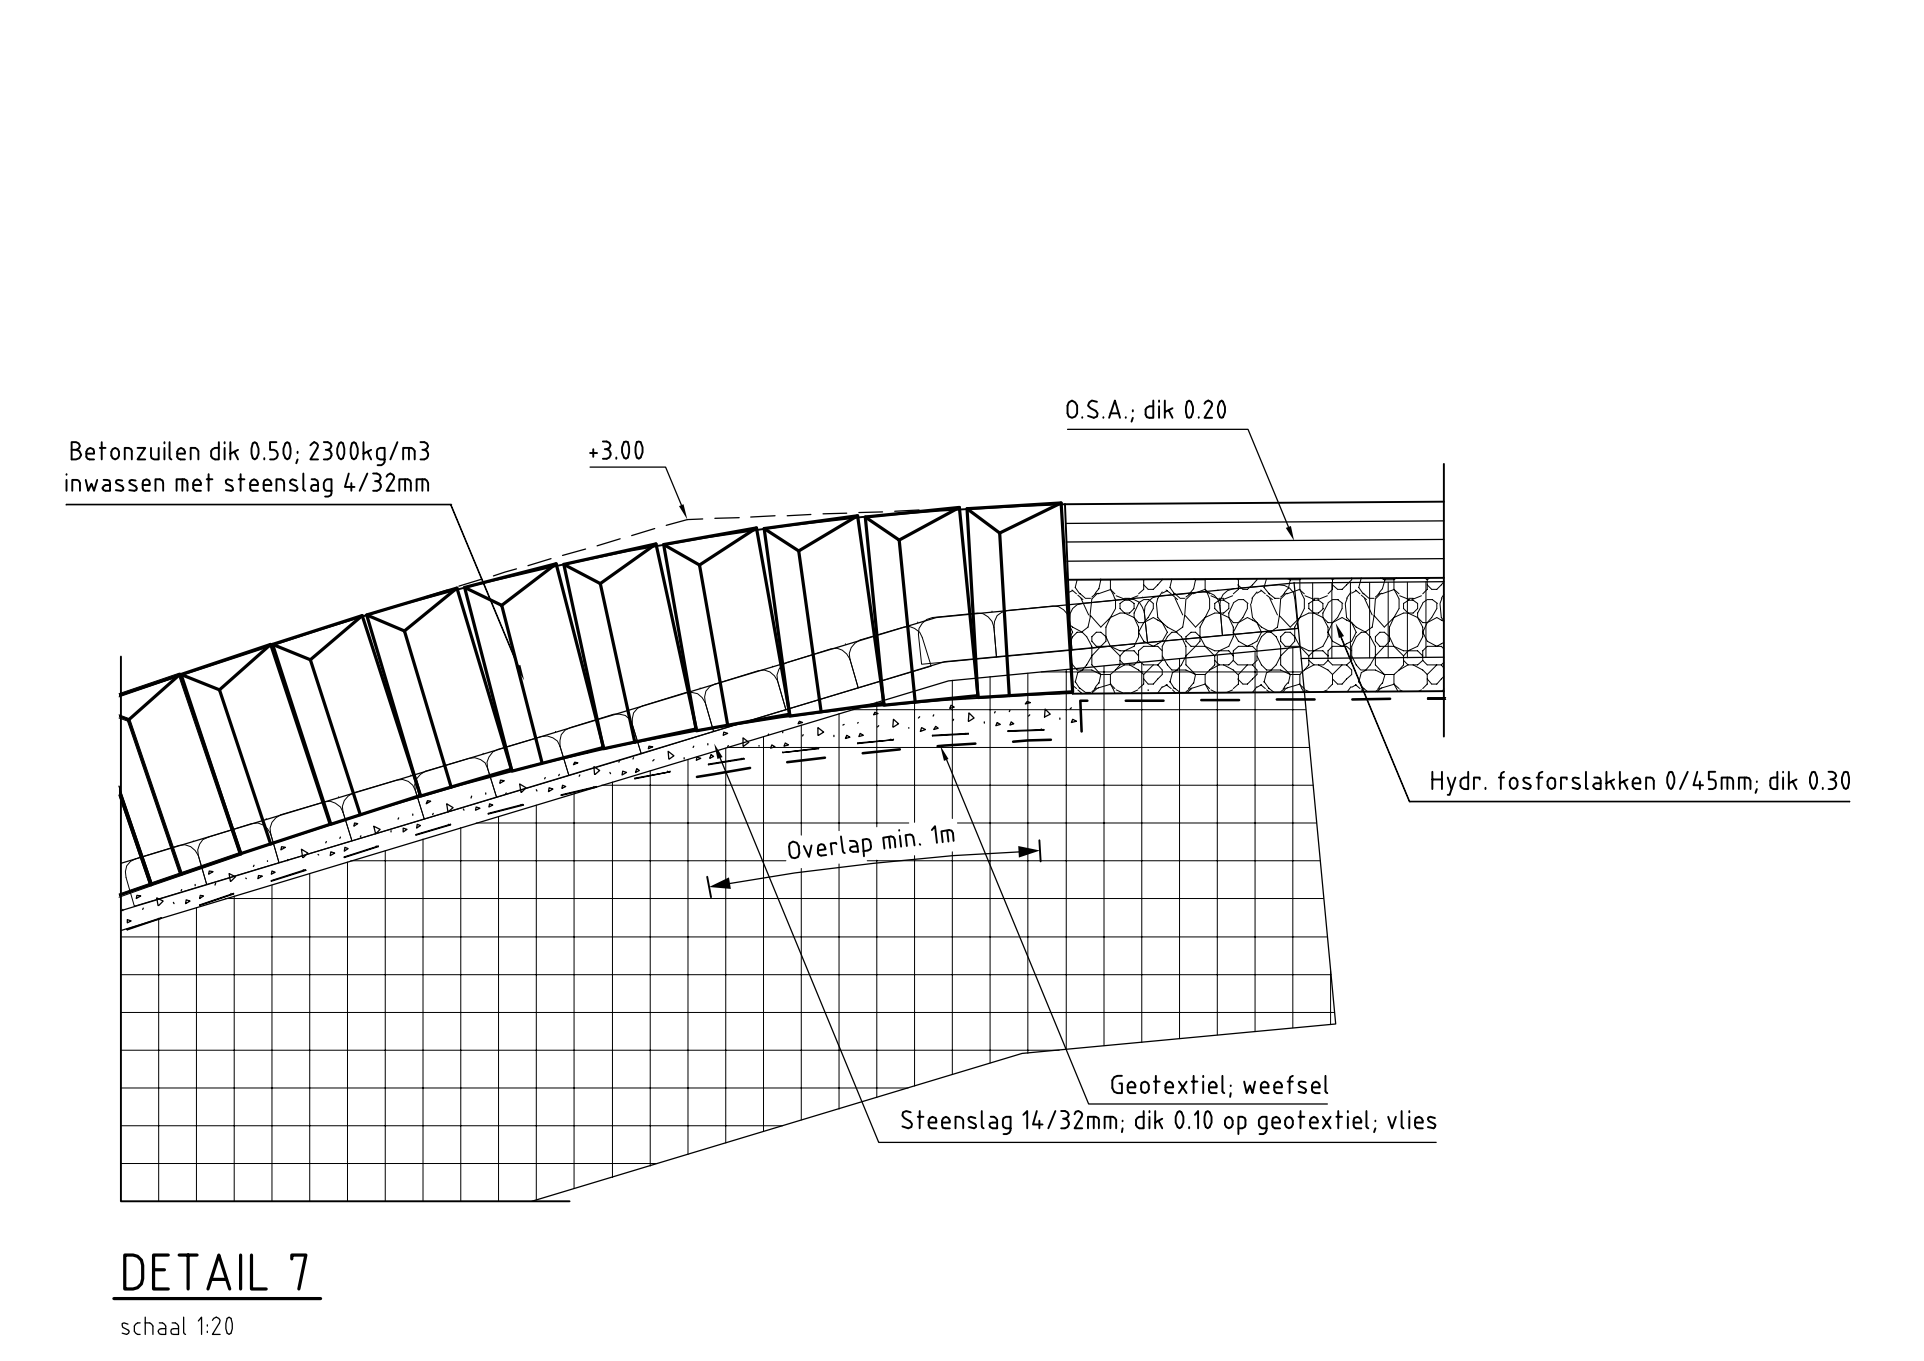 O.S.A.; dik 0.20
Betonzuilen dik 0.50; 2300kg/m3
inwassen met steenslag 4/32mm
+3.00
Hydr. fosforslakken 0/45mm; dik 0.30
Overlap min. 1m
Geotextiel; weefsel
Steenslag 14/32mm; dik 0.10 op geotextiel; vlies
DETAIL 7
schaal 1:20